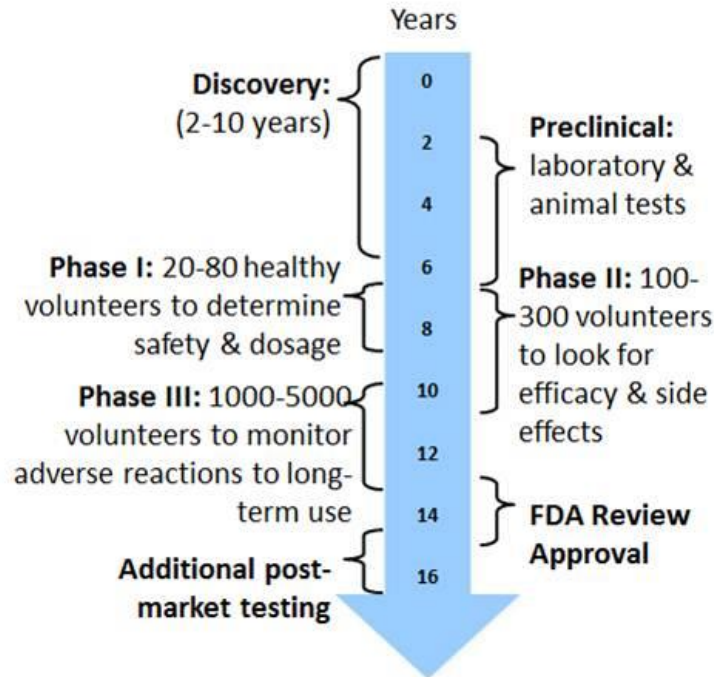 Years
Discovery:
(2-10 years)
0
2
4
6
8
10
12
14
16
Preclinical:
laboratory &
animal tests
Phase I: 20-80 healthy
volunteers to determine
safety & dosage
Phase II: 100-
300 volunteers
to look for
efficacy & side
effects
Phase III: 1000-5000
volunteers to monitor
adverse reactions to long-
term use
FDA Review
Approval
Additional post-
market testing